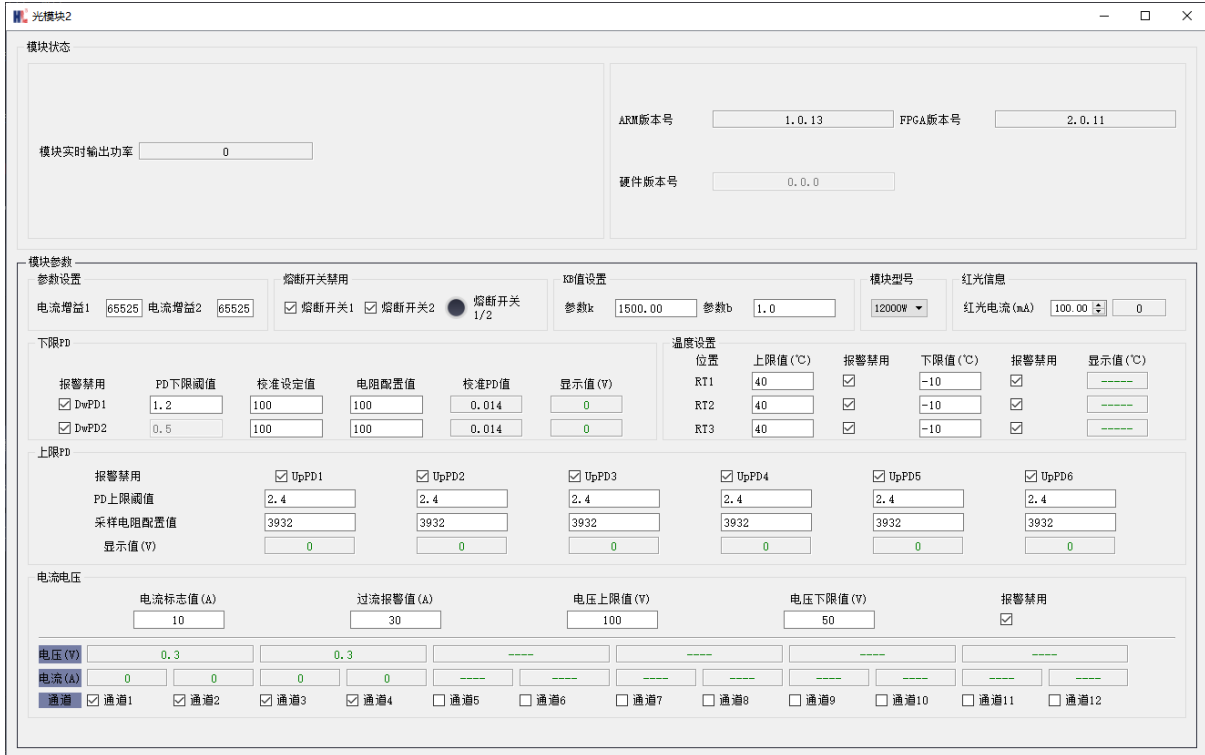 光模块2
模块状态
ARM版本号 1.0.13 FPGA版本号 2.0.11
模块实时输出功率 0
硬件版本号 0.0.0
模块参数
参数设置 熔断开关禁用 KB值设置 模块型号 红光信息
电流增益1 65525 电流增益2 65525 熔断开关1 熔断开关2 熔断开关1/2 参数k 1500.00 参数b 1.0 12000W 红光电流(mA) 100.00 0
下限PD
报警禁用 PD下限阈值 校准设定值 电阻配置值 校准PD值 显示值(V)
DwPD1 1.2 100 100 0.014 0
DwPD2 0.5 100 100 0.014 0
温度设置
位置 上限值(℃) 报警禁用 下限值(℃) 报警禁用 显示值(℃)
RT1 40 -10 -----
RT2 40 -10 -----
RT3 40 -10 -----
上限PD
报警禁用 UpPD1 UpPD2 UpPD3 UpPD4 UpPD5 UpPD6
PD上限阈值 2.4 2.4 2.4 2.4 2.4 2.4
采样电阻配置值 3932 3932 3932 3932 3932 3932
显示值(V) 0 0 0 0 0 0
电流电压
电流标志值(A) 过流报警值(A) 电压上限值(V) 电压下限值(V) 报警禁用
10 30 100 50
电压(V) 0.3 0.3 ---- ---- ---- ----
电流(A) 0 0 0 0 ---- ---- ---- ---- ---- ---- ---- ----
通道 通道1 通道2 通道3 通道4 通道5 通道6 通道7 通道8 通道9 通道10 通道11 通道12